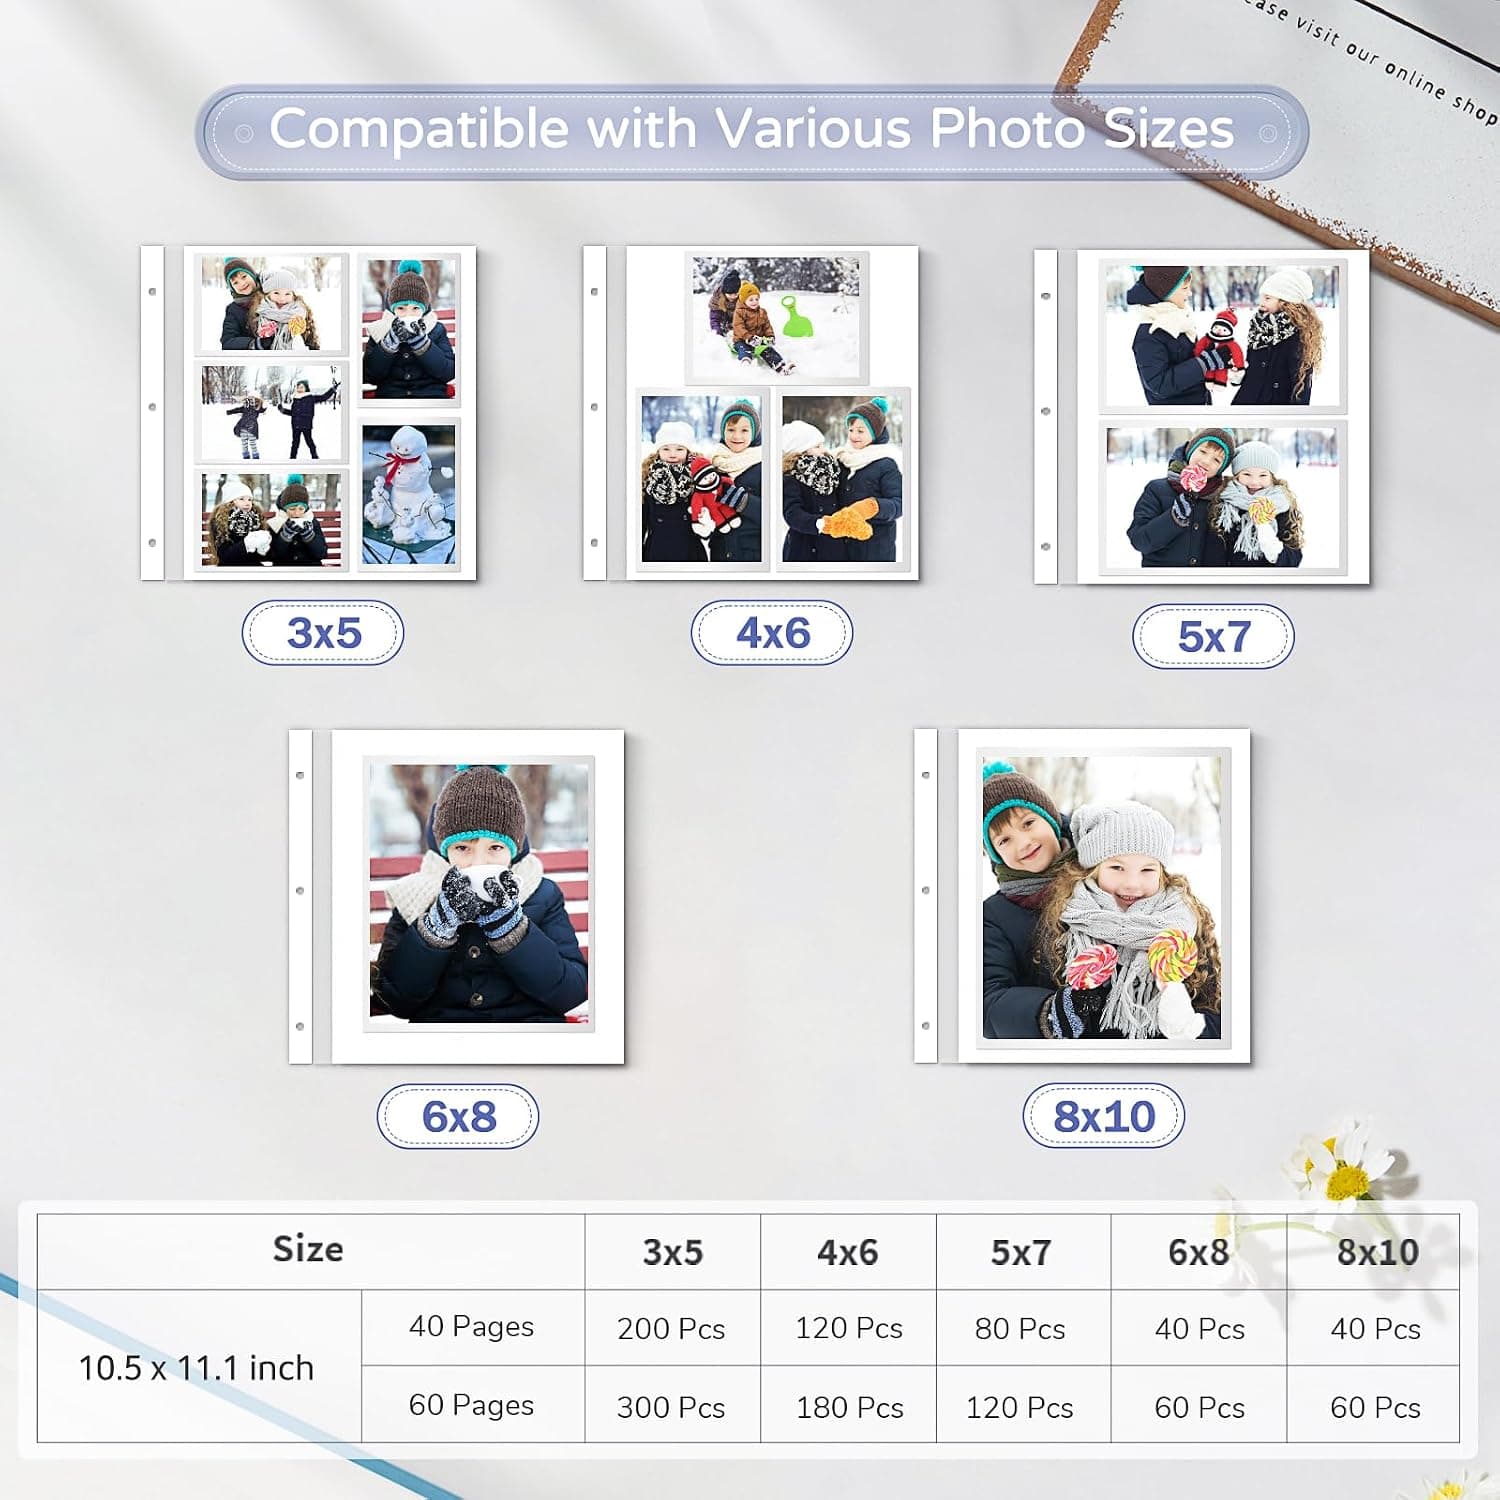 ase visit our online shop
Compatible with Various Photo Sizes
3x5
4x6
5x7
6x8
8x10
Size 3x5 4x6 5x7 6x8 8x10
10.5 x 11.1 inch
40 Pages 200 Pcs 120 Pcs 80 Pcs 40 Pcs 40 Pcs
60 Pages 300 Pcs 180 Pcs 120 Pcs 60 Pcs 60 Pcs